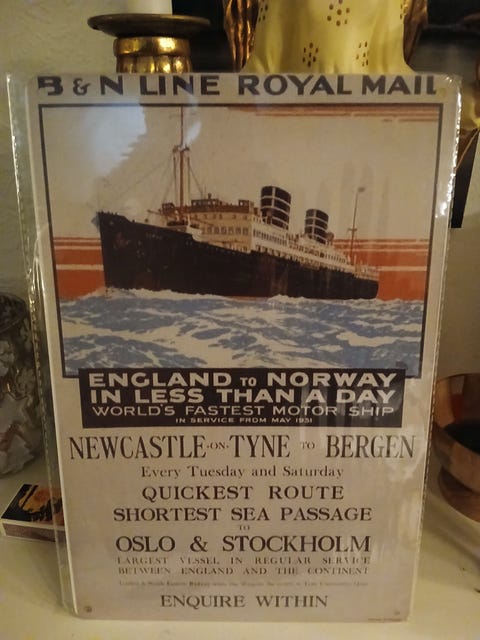 B & N LINE ROYAL MAIL
ENGLAND TO NORWAY
IN LESS THAN A DAY
WORLD'S FASTEST MOTOR SHIP
IN SERVICE FROM MAY 1931
NEWCASTLE-ON-TYNE TO BERGEN
Every Tuesday and Saturday
QUICKEST ROUTE
SHORTEST SEA PASSAGE
TO
OSLO & STOCKHOLM
LARGEST VESSEL IN REGULAR SERVICE
BETWEEN ENGLAND AND THE CONTINENT
ENQUIRE WITHIN